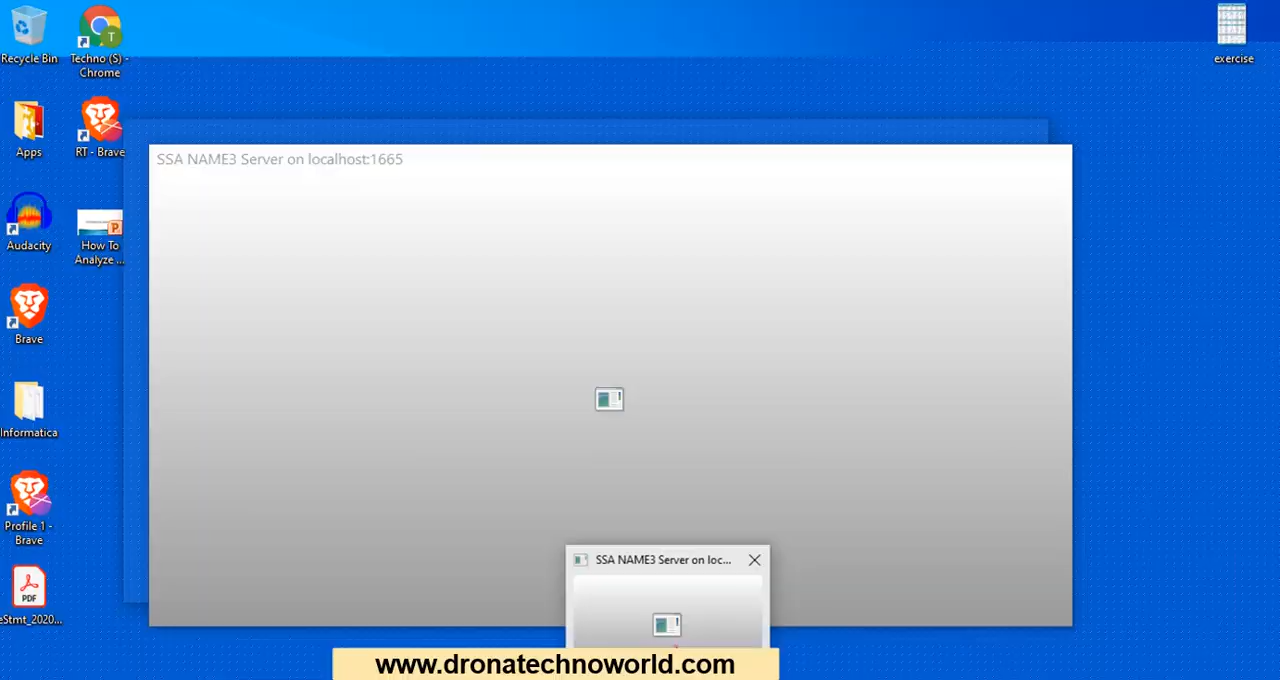 Recycle Bin
Techno (S) -
Chrome
exercise
Apps
RT - Brave
SSA NAME3 Server on localhost:1665
Audacity
How To
Analyze ...
Brave
Informatica
Profile 1 -
Brave
PDF
eStmt_2020...
SSA NAME3 Server on loc...
www.dronatechnoworld.com